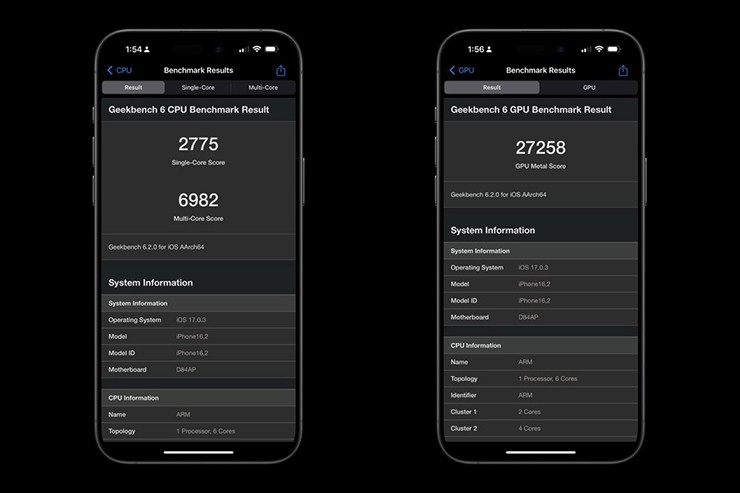 1:54
CPU
Benchmark Results
Result Single-Core Multi-Core
Geekbench 6 CPU Benchmark Result
2775
Single-Core Score
6982
Multi-Core Score
Geekbench 6.2.0 for iOS AArch64
System Information
System Information
Operating System iOS 17.0.3
Model iPhone16,2
Model ID iPhone16,2
Motherboard D84AP
CPU Information
Name ARM
Topology 1 Processor, 6 Cores
1:56
GPU
Benchmark Results
Result GPU
Geekbench 6 GPU Benchmark Result
27258
GPU Metal Score
Geekbench 6.2.0 for iOS AArch64
System Information
System Information
Operating System iOS 17.0.3
Model iPhone16,2
Model ID iPhone16,2
Motherboard D84AP
CPU Information
Name ARM
Topology 1 Processor, 6 Cores
Identifier ARM
Cluster 1 2 Cores
Cluster 2 4 Cores